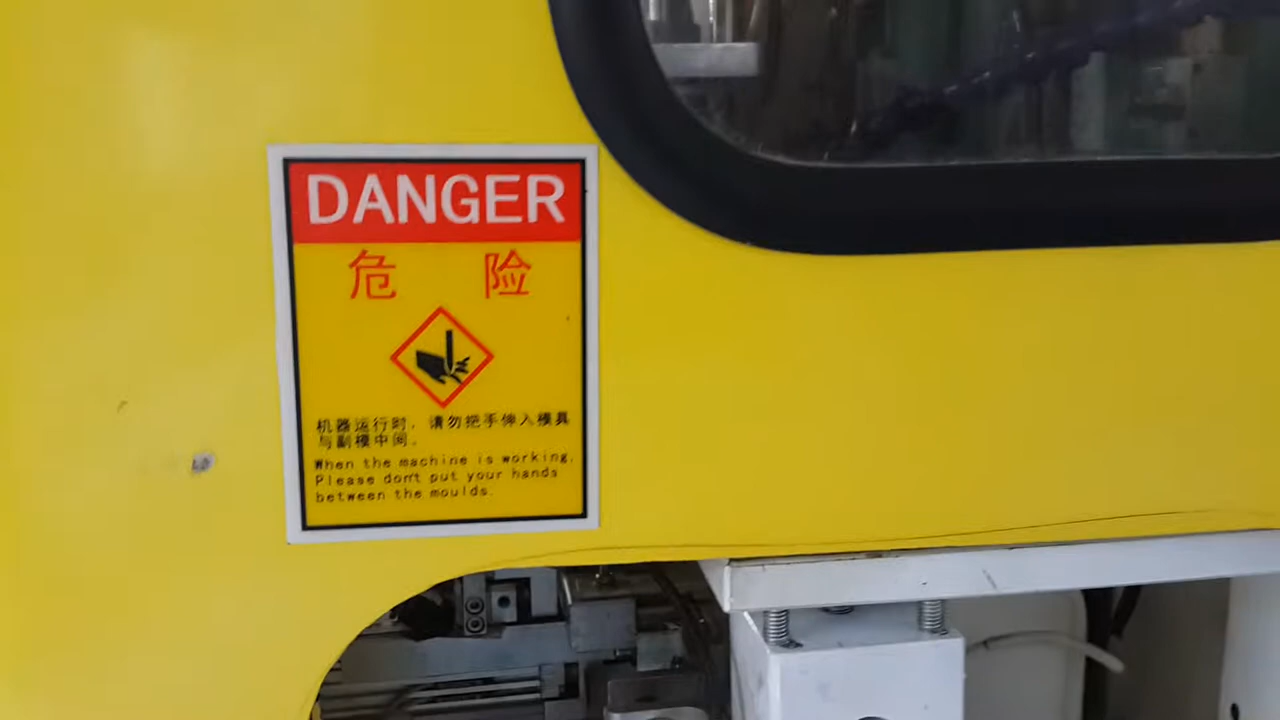 DANGER
危 险
机器运行时，请勿把手伸入模具
与副模中间。
When the machine is working,
Please don't put your hands
between the moulds.